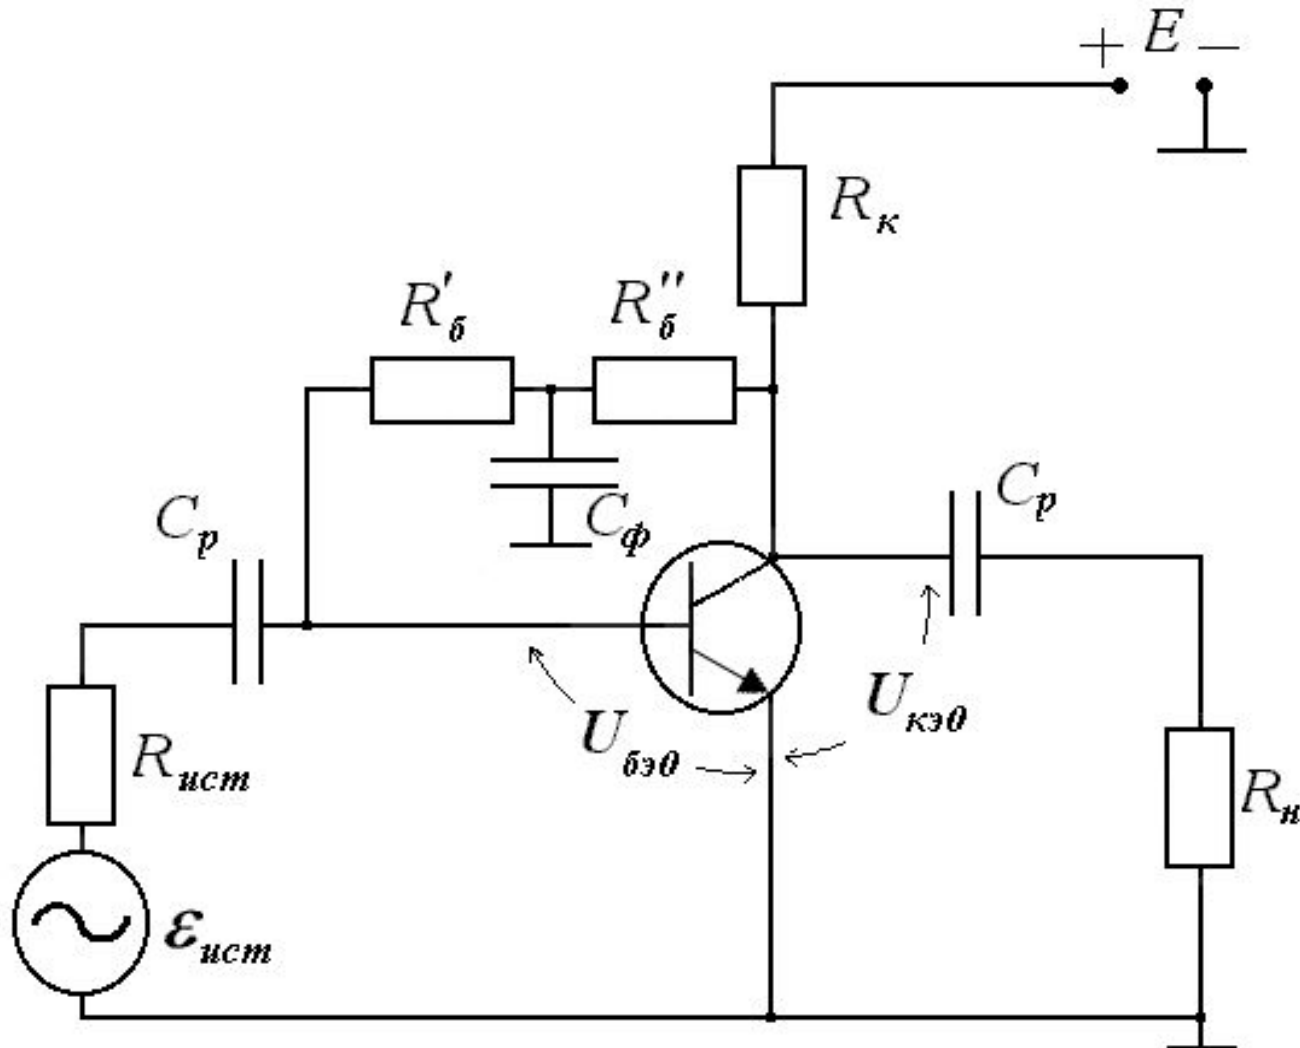 + E −
Rк
R'б
R''б
Cр
Cф
Cр
Uкэ0
Uбэ0
Rист
Rн
εист